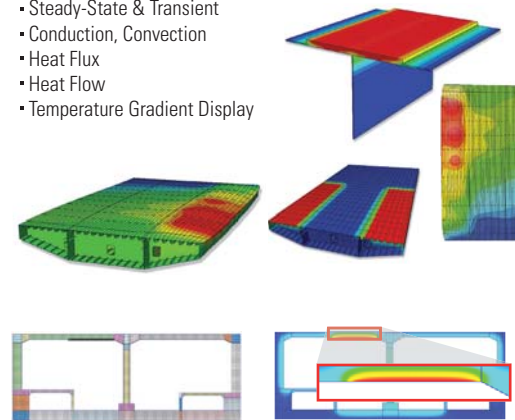 ▪ Steady-State & Transient
▪ Conduction, Convection
▪ Heat Flux
▪ Heat Flow
▪ Temperature Gradient Display